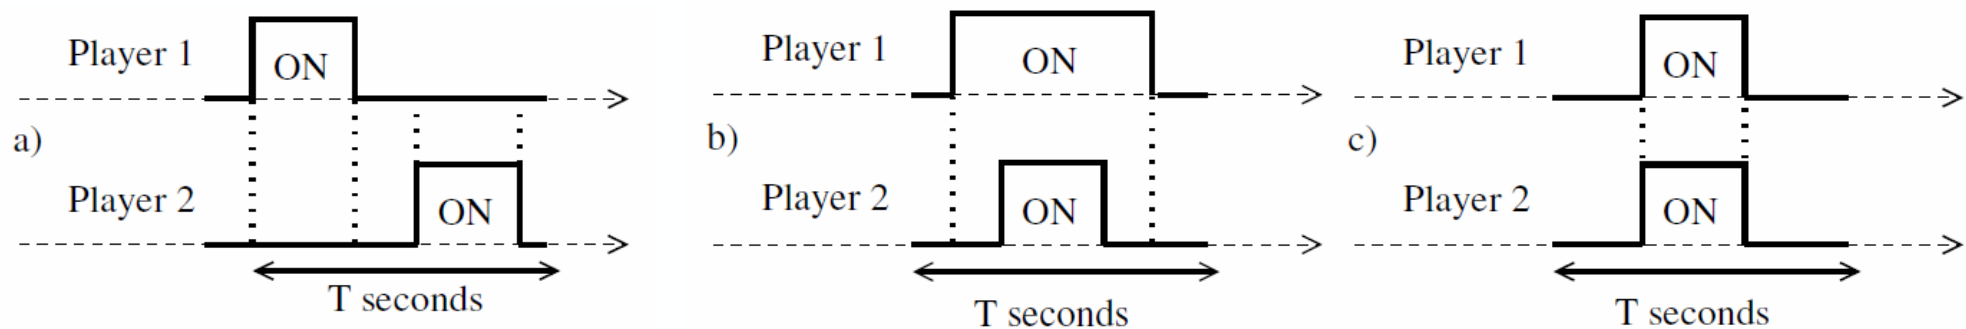 Player 1
ON
a)
Player 2
ON
T seconds
Player 1
ON
b)
Player 2
ON
T seconds
Player 1
ON
c)
Player 2
ON
T seconds